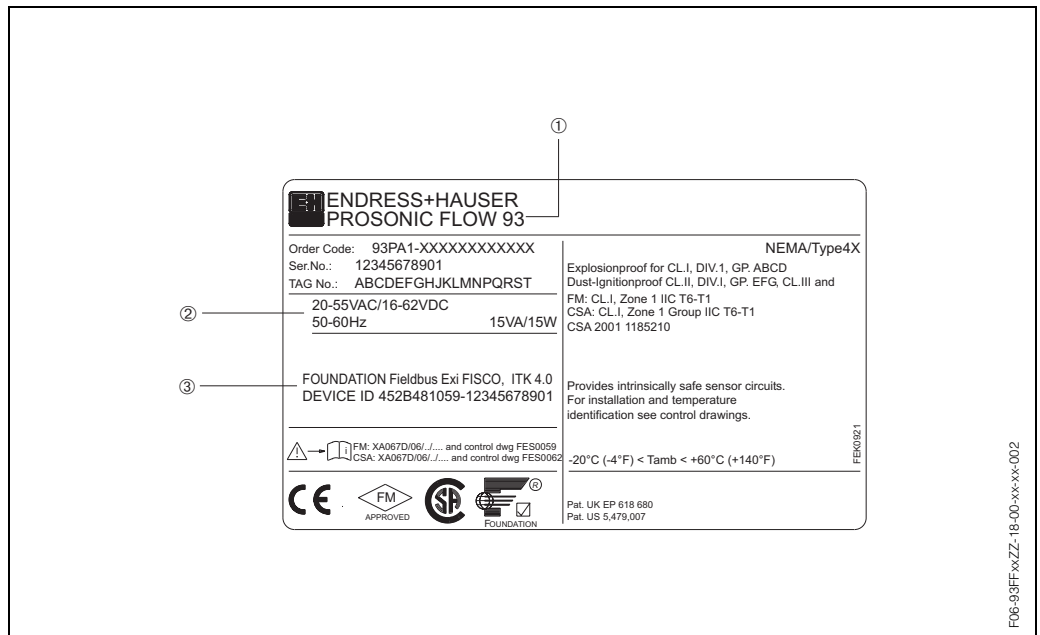 ①
ENDRESS+HAUSER
PROSONIC FLOW 93
Order Code: 93PA1-XXXXXXXXXXXX
Ser.No.: 12345678901
TAG No.: ABCDEFGHJKLMNPQRST
②
20-55VAC/16-62VDC
50-60Hz 15VA/15W
③
FOUNDATION Fieldbus Exi FISCO, ITK 4.0
DEVICE ID 452B481059-12345678901
i
FM: XA067D/06/../.... and control dwg FES0059
CSA: XA067D/06/../.... and control dwg FES0062
CE
FM
APPROVED
SA
®
FOUNDATION
NEMA/Type4X
Explosionproof for CL.I, DIV.1, GP. ABCD
Dust-Ignitionproof CL.II, DIV.I, GP. EFG, CL.III and
FM: CL.I, Zone 1 IIC T6-T1
CSA: CL.I, Zone 1 Group IIC T6-T1
CSA 2001 1185210
Provides intrinsically safe sensor circuits.
For installation and temperature
identification see control drawings.
-20°C (-4°F) < Tamb < +60°C (+140°F)
FEK0921
Pat. UK EP 618 680
Pat. US 5,479,007
F06-93FFxxZZ-18-00-xx-xx-002